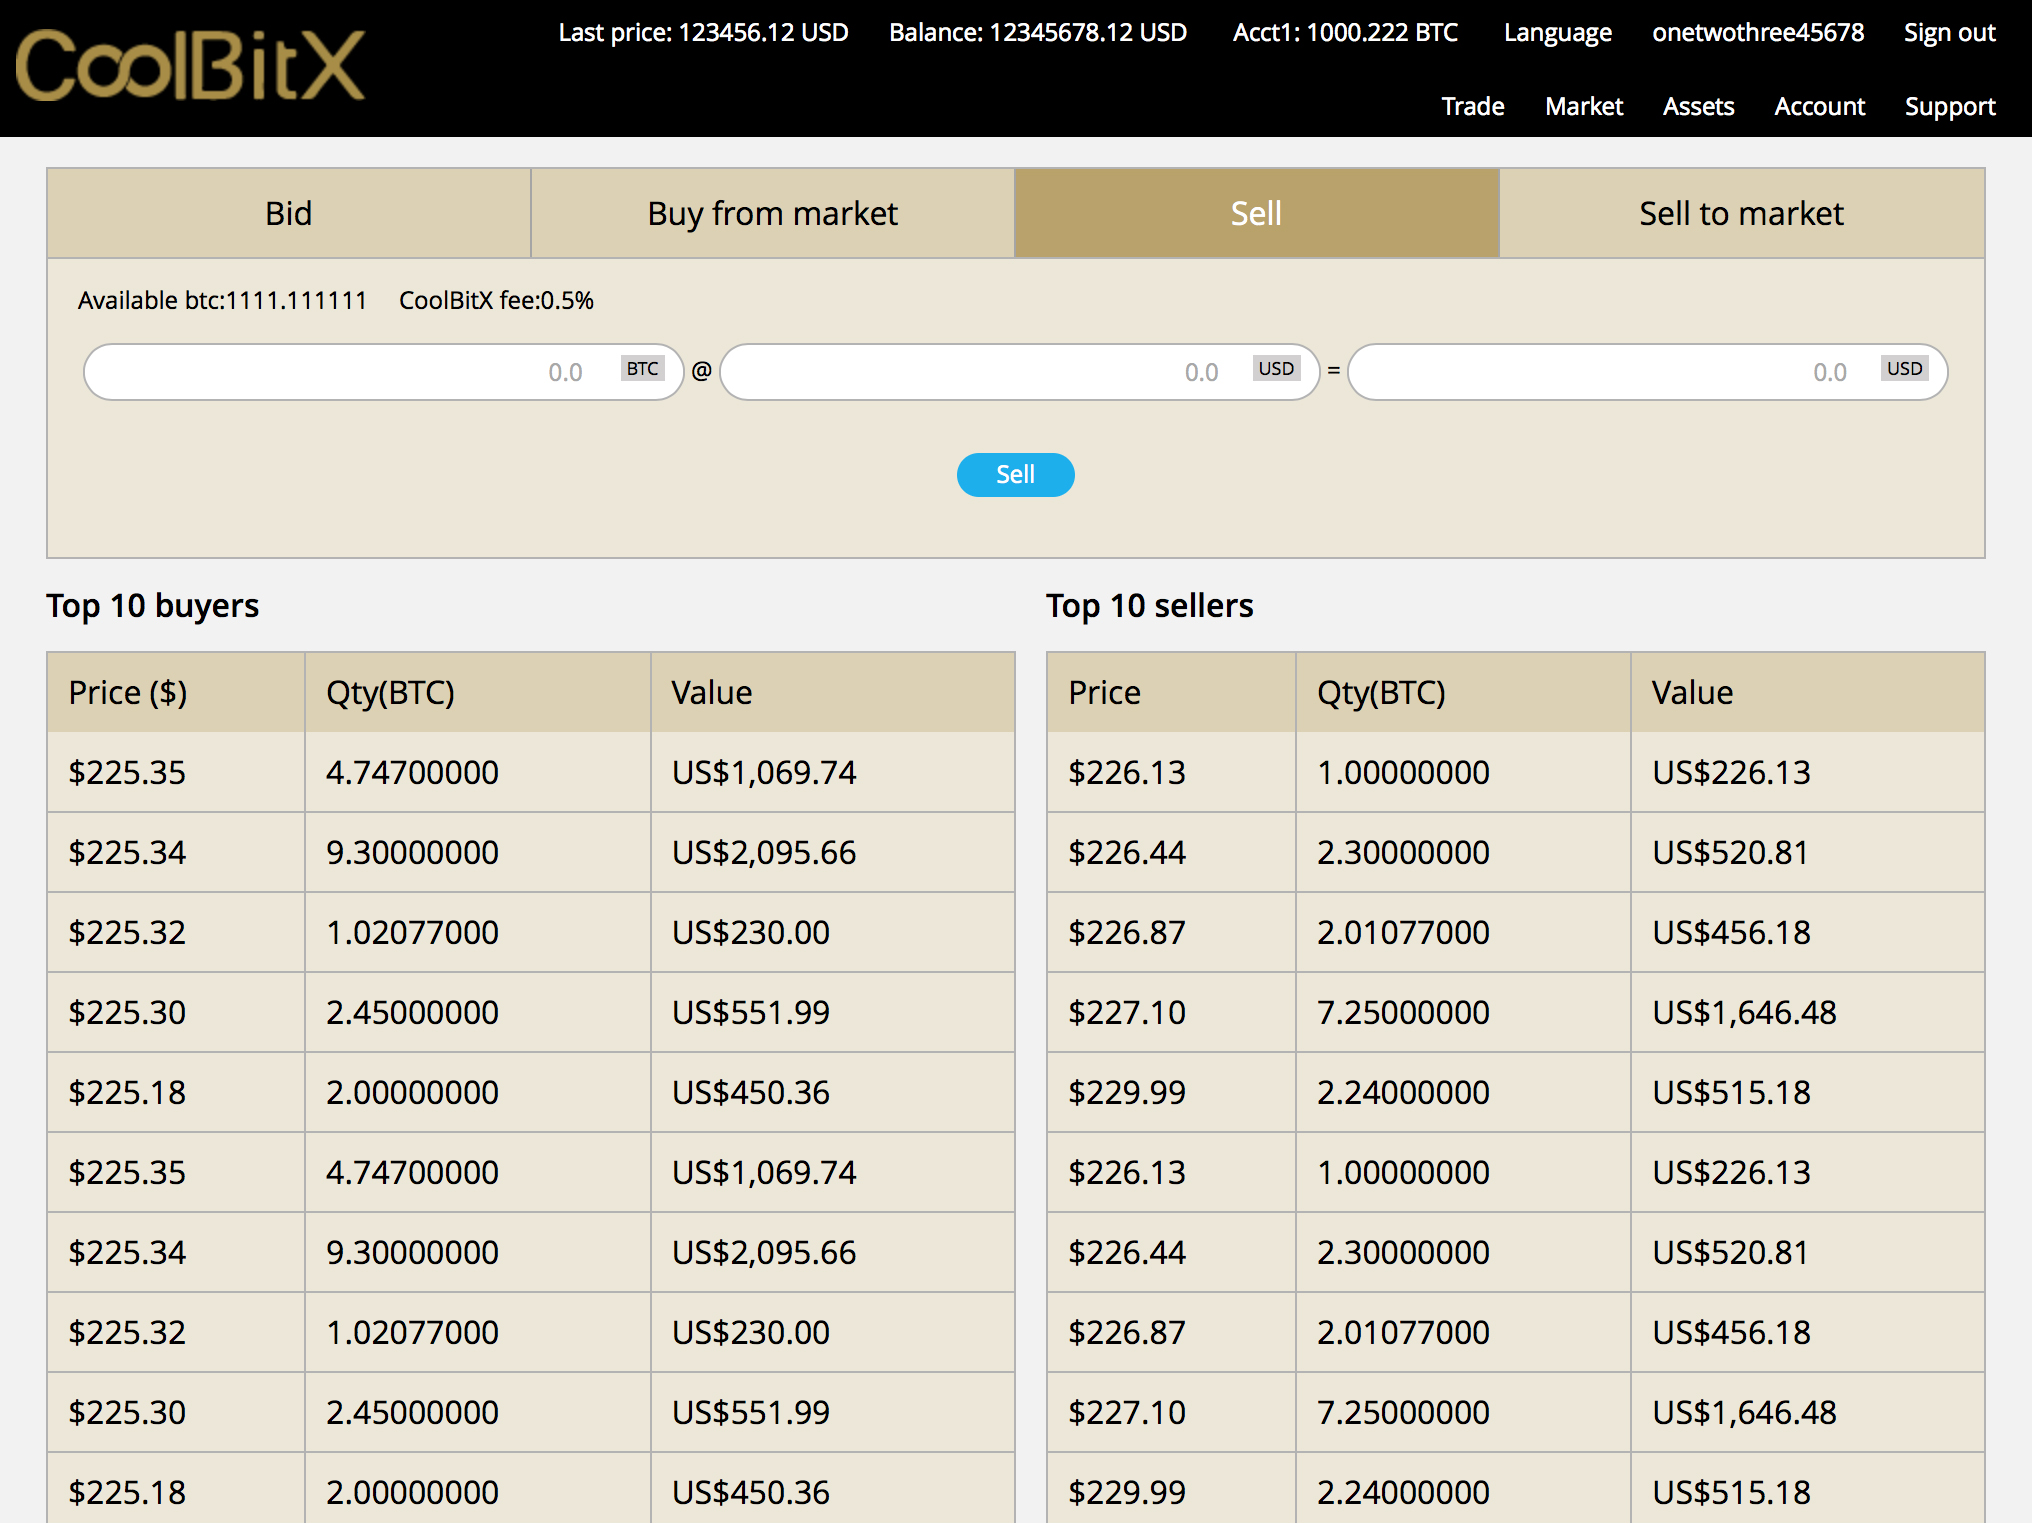 CoolBitX
Last price: 123456.12 USD Balance: 12345678.12 USD Acct1: 1000.222 BTC Language onetwothree45678 Sign out
Trade Market Assets Account Support
Bid Buy from market Sell Sell to market
Available btc:1111.111111 CoolBitX fee:0.5%
0.0 BTC @ 0.0 USD = 0.0 USD
Sell
Top 10 buyers
Price ($) Qty(BTC) Value
$225.35 4.74700000 US$1,069.74
$225.34 9.30000000 US$2,095.66
$225.32 1.02077000 US$230.00
$225.30 2.45000000 US$551.99
$225.18 2.00000000 US$450.36
$225.35 4.74700000 US$1,069.74
$225.34 9.30000000 US$2,095.66
$225.32 1.02077000 US$230.00
$225.30 2.45000000 US$551.99
$225.18 2.00000000 US$450.36
Top 10 sellers
Price Qty(BTC) Value
$226.13 1.00000000 US$226.13
$226.44 2.30000000 US$520.81
$226.87 2.01077000 US$456.18
$227.10 7.25000000 US$1,646.48
$229.99 2.24000000 US$515.18
$226.13 1.00000000 US$226.13
$226.44 2.30000000 US$520.81
$226.87 2.01077000 US$456.18
$227.10 7.25000000 US$1,646.48
$229.99 2.24000000 US$515.18